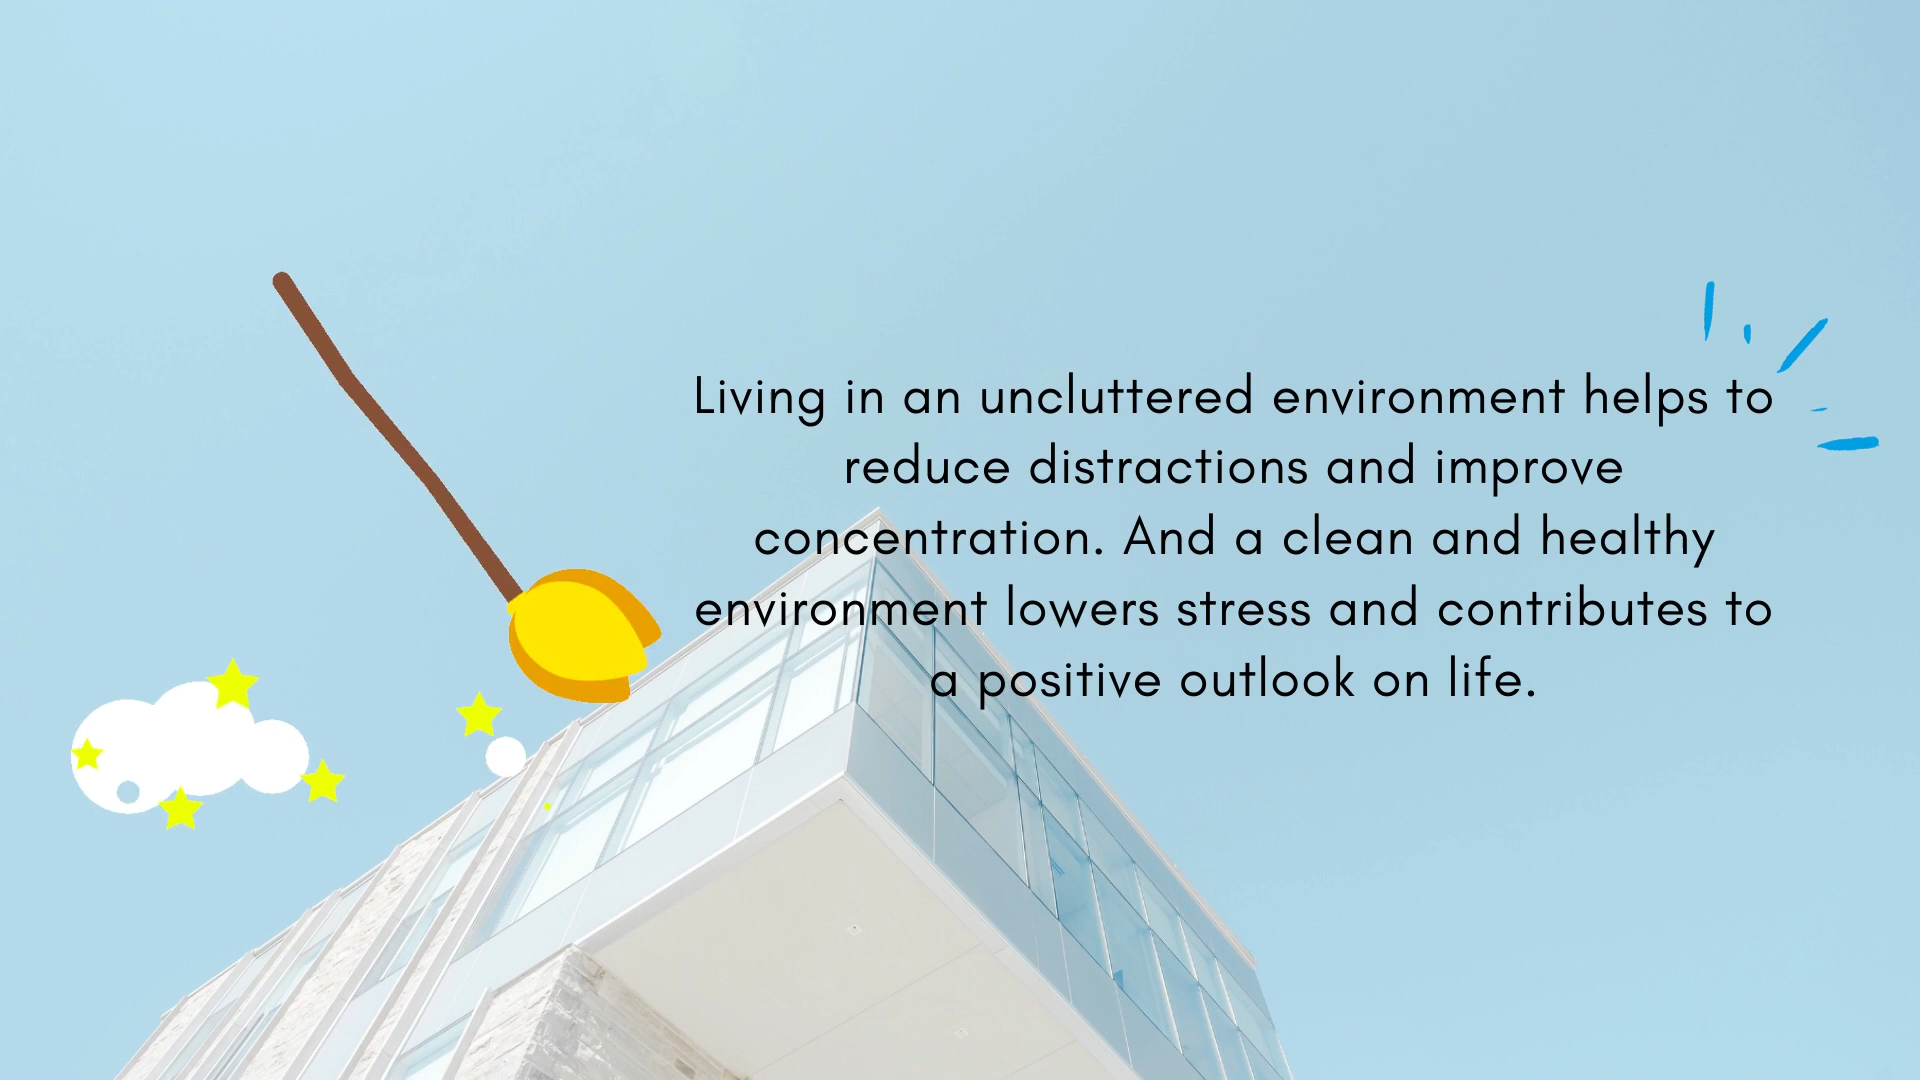 Living in an uncluttered environment helps to
reduce distractions and improve
concentration. And a clean and healthy
environment lowers stress and contributes to
a positive outlook on life.